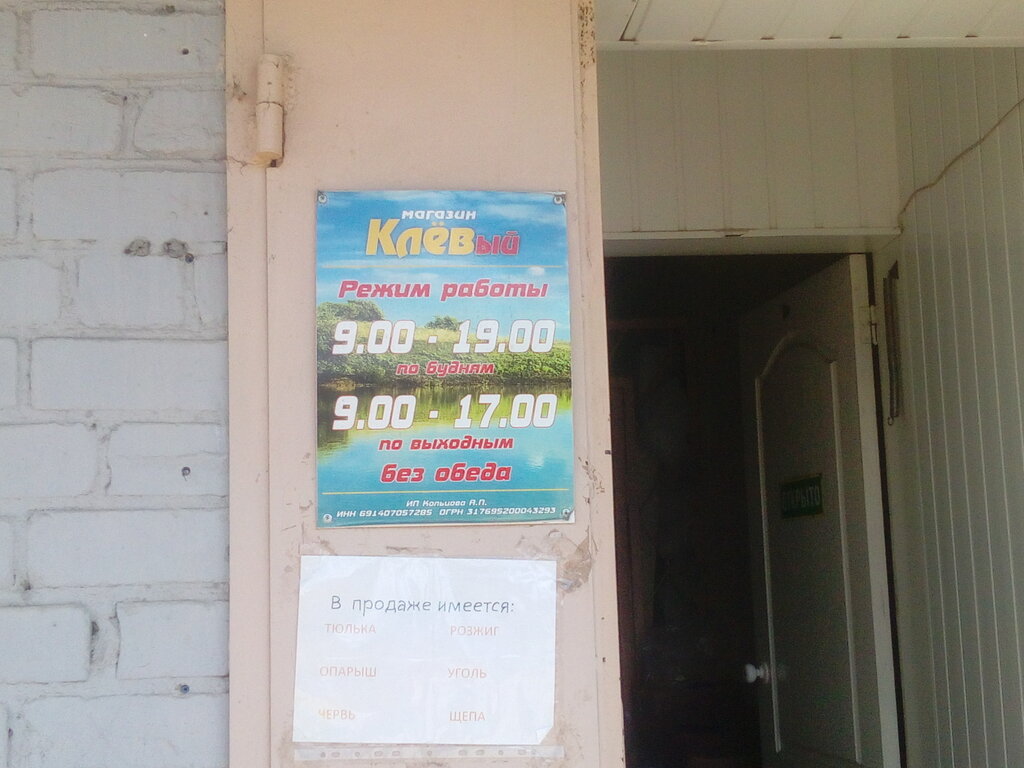 магазин
Клёвый
Режим работы
9.00 - 19.00
по будням
9.00 - 17.00
по выходным
без обеда
ИП Кольцова А.П.
ИНН 691407057285 ОГРН 317695200043293
В продаже имеется:
ТЮЛЬКА РОЗЖИГ
ОПАРЫШ УГОЛЬ
ЧЕРВЬ ЩЕПА
ОТКРЫТО